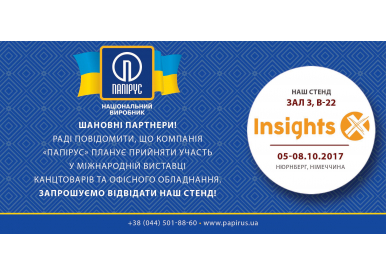 ПАПІРУС
НАЦІОНАЛЬНИЙ
ВИРОБНИК
ШАНОВНІ ПАРТНЕРИ!
РАДІ ПОВІДОМИТИ, ЩО КОМПАНІЯ
«ПАПІРУС» ПЛАНУЄ ПРИЙНЯТИ УЧАСТЬ
У МІЖНАРОДНІЙ ВИСТАВЦІ
КАНЦТОВАРІВ ТА ОФІСНОГО ОБЛАДНАННЯ.
ЗАПРОШУЄМО ВІДВІДАТИ НАШ СТЕНД!
НАШ СТЕНД
ЗАЛ 3, B-22
Insights X
05-08.10.2017
НЮРНБЕРГ, НІМЕЧЧИНА
+38 (044) 501-88-60 - www.papirus.ua